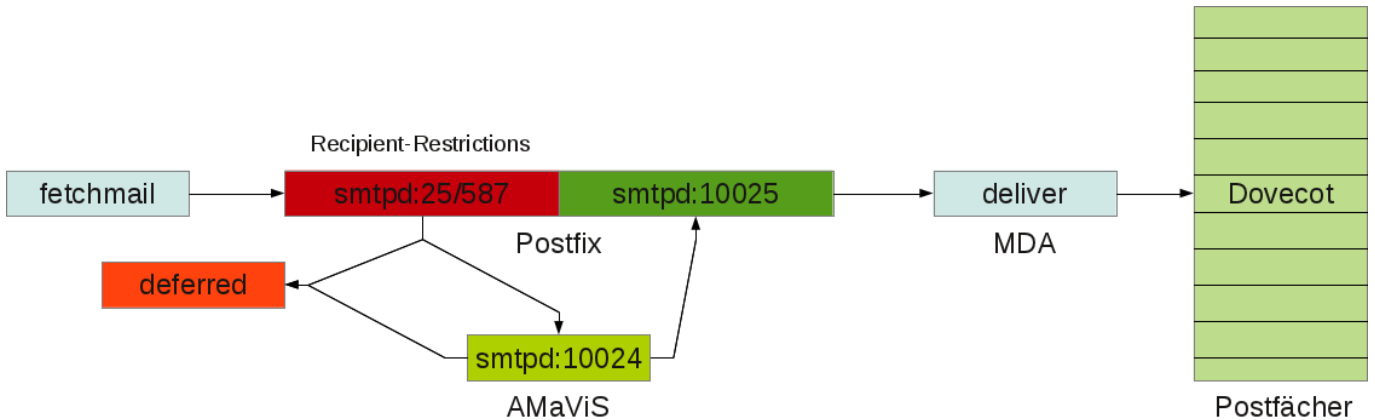 Recipient-Restrictions
fetchmail
smtpd:25/587
smtpd:10025
deliver
Dovecot
Postfix
MDA
deferred
smtpd:10024
AMaViS
Postfächer